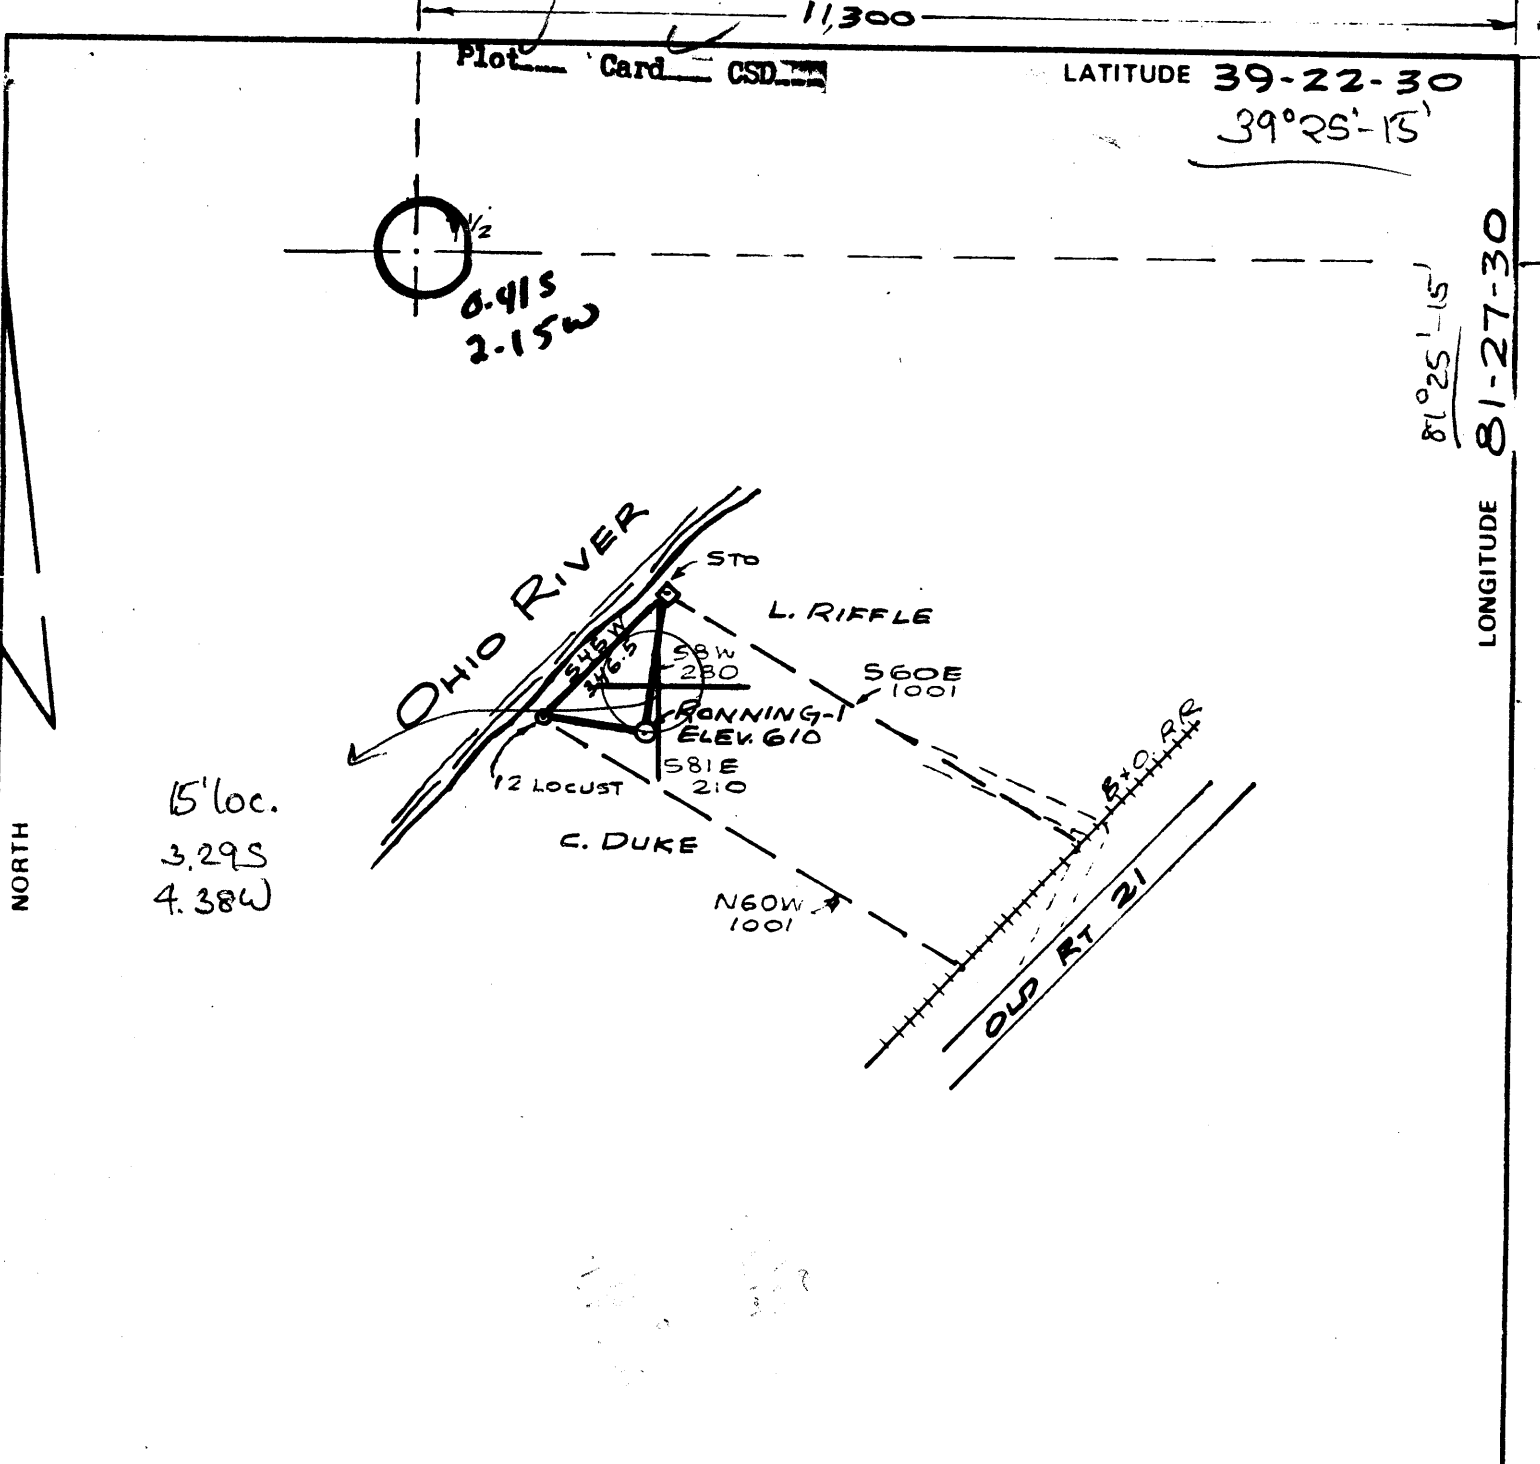 11,300
Plot Card CSD
LATITUDE 39-22-30
39°25'-15'
1/2
0.41S
2.15W
LONGITUDE 81-27-30
81°25'-15'
OHIO RIVER
STO
L. RIFFLE
S45W
346.5
S8W
280
S60E
1001
RONNING-1
ELEV. 610
S81E
210
12 LOCUST
B+O. RR
C. DUKE
15' loc.
3.29S
4.38W
NORTH
N60W
1001
OLD RT 21